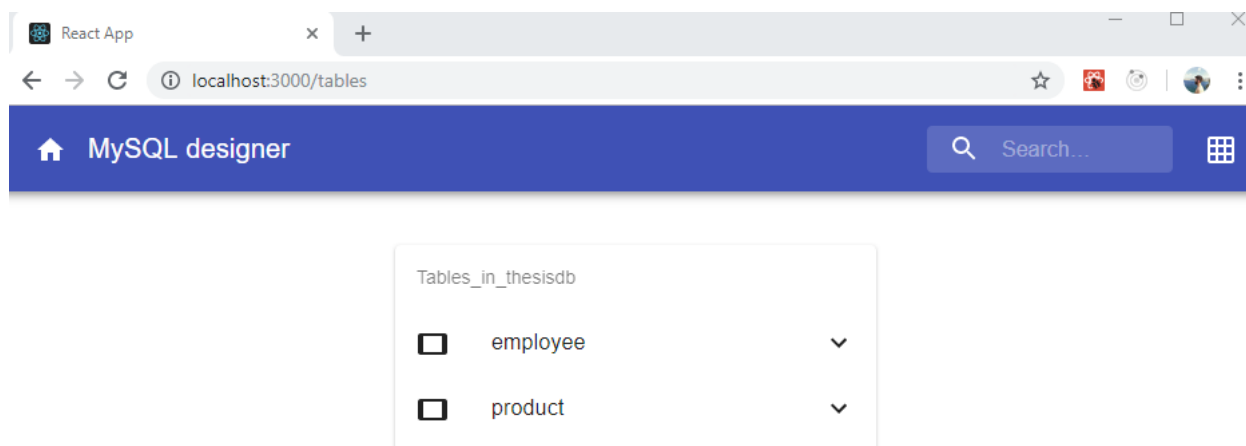 React App
localhost:3000/tables
MySQL designer
Search...
Tables_in_thesisdb
employee
product